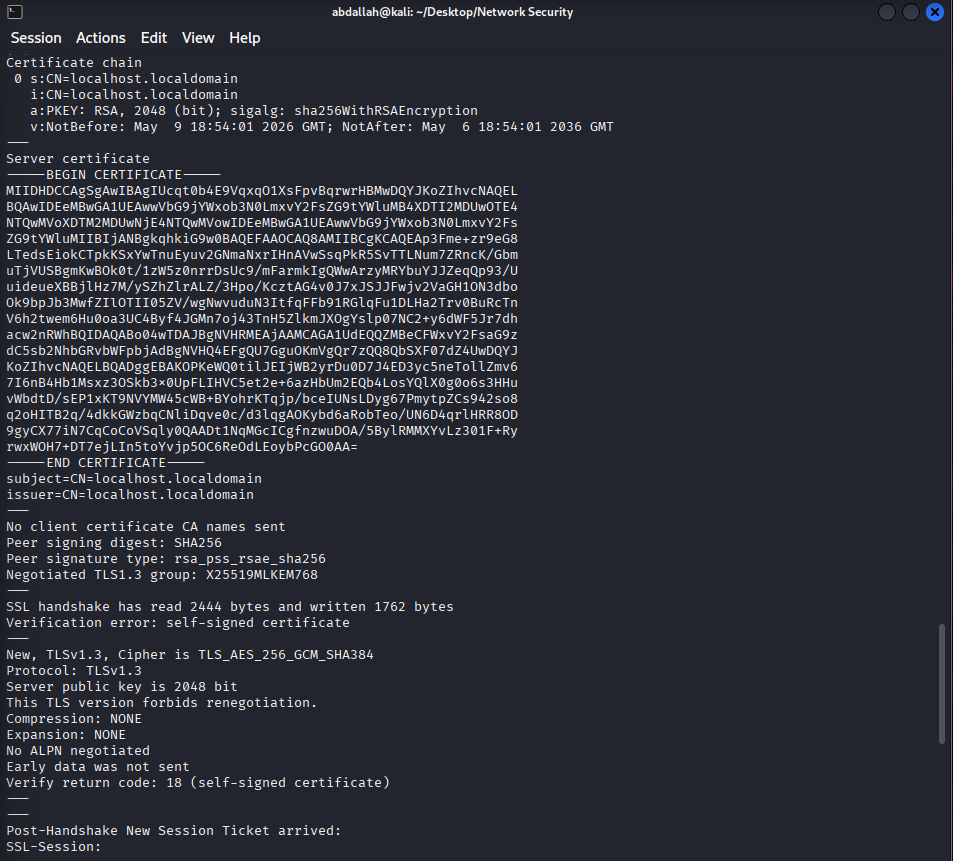 abdallah@kali: ~/Desktop/Network Security
Session Actions Edit View Help
Certificate chain
 0 s:CN=localhost.localdomain
   i:CN=localhost.localdomain
   a:PKEY: RSA, 2048 (bit); sigalg: sha256WithRSAEncryption
   v:NotBefore: May  9 18:54:01 2026 GMT; NotAfter: May  6 18:54:01 2036 GMT
---
Server certificate
-----BEGIN CERTIFICATE-----
MIIDHDCCAgSgAwIBAgIUcqt0b4E9VqxqO1XsFpvBqrwrHBMwDQYJKoZIhvcNAQEL
BQAwIDEeMBwGA1UEAwwVbG9jYWxob3N0LmxvY2FsZG9tYWluMB4XDTI2MDUwOTE4
NTQwMVoXDTM2MDUwNjE4NTQwMVowIDEeMBwGA1UEAwwVbG9jYWxob3N0LmxvY2Fs
ZG9tYWluMIIBIjANBgkqhkiG9w0BAQEFAAOCAQ8AMIIBCgKCAQEAp3Fme+zr9eG8
LTedsEiokCTpkKSxYwTnuEyuv2GNmaNxrIHnAVwSsqPkR5SvTTLNum7ZRncK/Gbm
uTjVUSBgmKwBOk0t/1zW5z0nrrDsUc9/mFarmkIgQWwArzyMRYbuYJJZeqQp93/U
uideueXBBjlHz7M/ySZhZlrALZ/3Hpo/KcztAG4v0J7xJSJJFwjv2VaGH1ON3dbo
Ok9bpJb3MwfZIlOTII05ZV/wgNwvuduN3ItfqFFb91RGlqFu1DLHa2Trv0BuRcTn
V6h2twem6Hu0oa3UC4Byf4JGMn7oj43TnH5ZlkmJXOgYslp07NC2+y6dWF5Jr7dh
acw2nRWhBQIDAQABo04wTDAJBgNVHRMEAjAAMCAGA1UdEQQZMBeCFWxvY2FsaG9z
dC5sb2NhbGRvbWFpbjAdBgNVHQ4EFgQU7GguOKmVgQr7zQQ8QbSXF07dZ4UwDQYJ
KoZIhvcNAQELBQADggEBAKOPKeWQ0tilJEIjWB2yrDu0D7J4ED3yc5neTollZmv6
7I6nB4Hb1Msxz3OSkb3×0UpFLIHVC5et2e+6azHbUm2EQb4LosYQlX0g0o6s3HHu
vWbdtD/sEP1xKT9NVYMW45cWB+BYohrKTqjp/bceIUNsLDyg67PmytpZCs942so8
q2oHITB2q/4dkkGWzbqCNliDqve0c/d3lqgAOKybd6aRobTeo/UN6D4qrlHRR8OD
9gyCX77iN7CqCoCoVSqly0QAADt1NqMGcICgfnzwuDOA/5BylRMMXYvLz301F+Ry
rwxWOH7+DT7ejLIn5toYvjp5OC6ReOdLEoybPcGO0AA=
-----END CERTIFICATE-----
subject=CN=localhost.localdomain
issuer=CN=localhost.localdomain
---
No client certificate CA names sent
Peer signing digest: SHA256
Peer signature type: rsa_pss_rsae_sha256
Negotiated TLS1.3 group: X25519MLKEM768
---
SSL handshake has read 2444 bytes and written 1762 bytes
Verification error: self-signed certificate
---
New, TLSv1.3, Cipher is TLS_AES_256_GCM_SHA384
Protocol: TLSv1.3
Server public key is 2048 bit
This TLS version forbids renegotiation.
Compression: NONE
Expansion: NONE
No ALPN negotiated
Early data was not sent
Verify return code: 18 (self-signed certificate)
---
---
Post-Handshake New Session Ticket arrived:
SSL-Session: